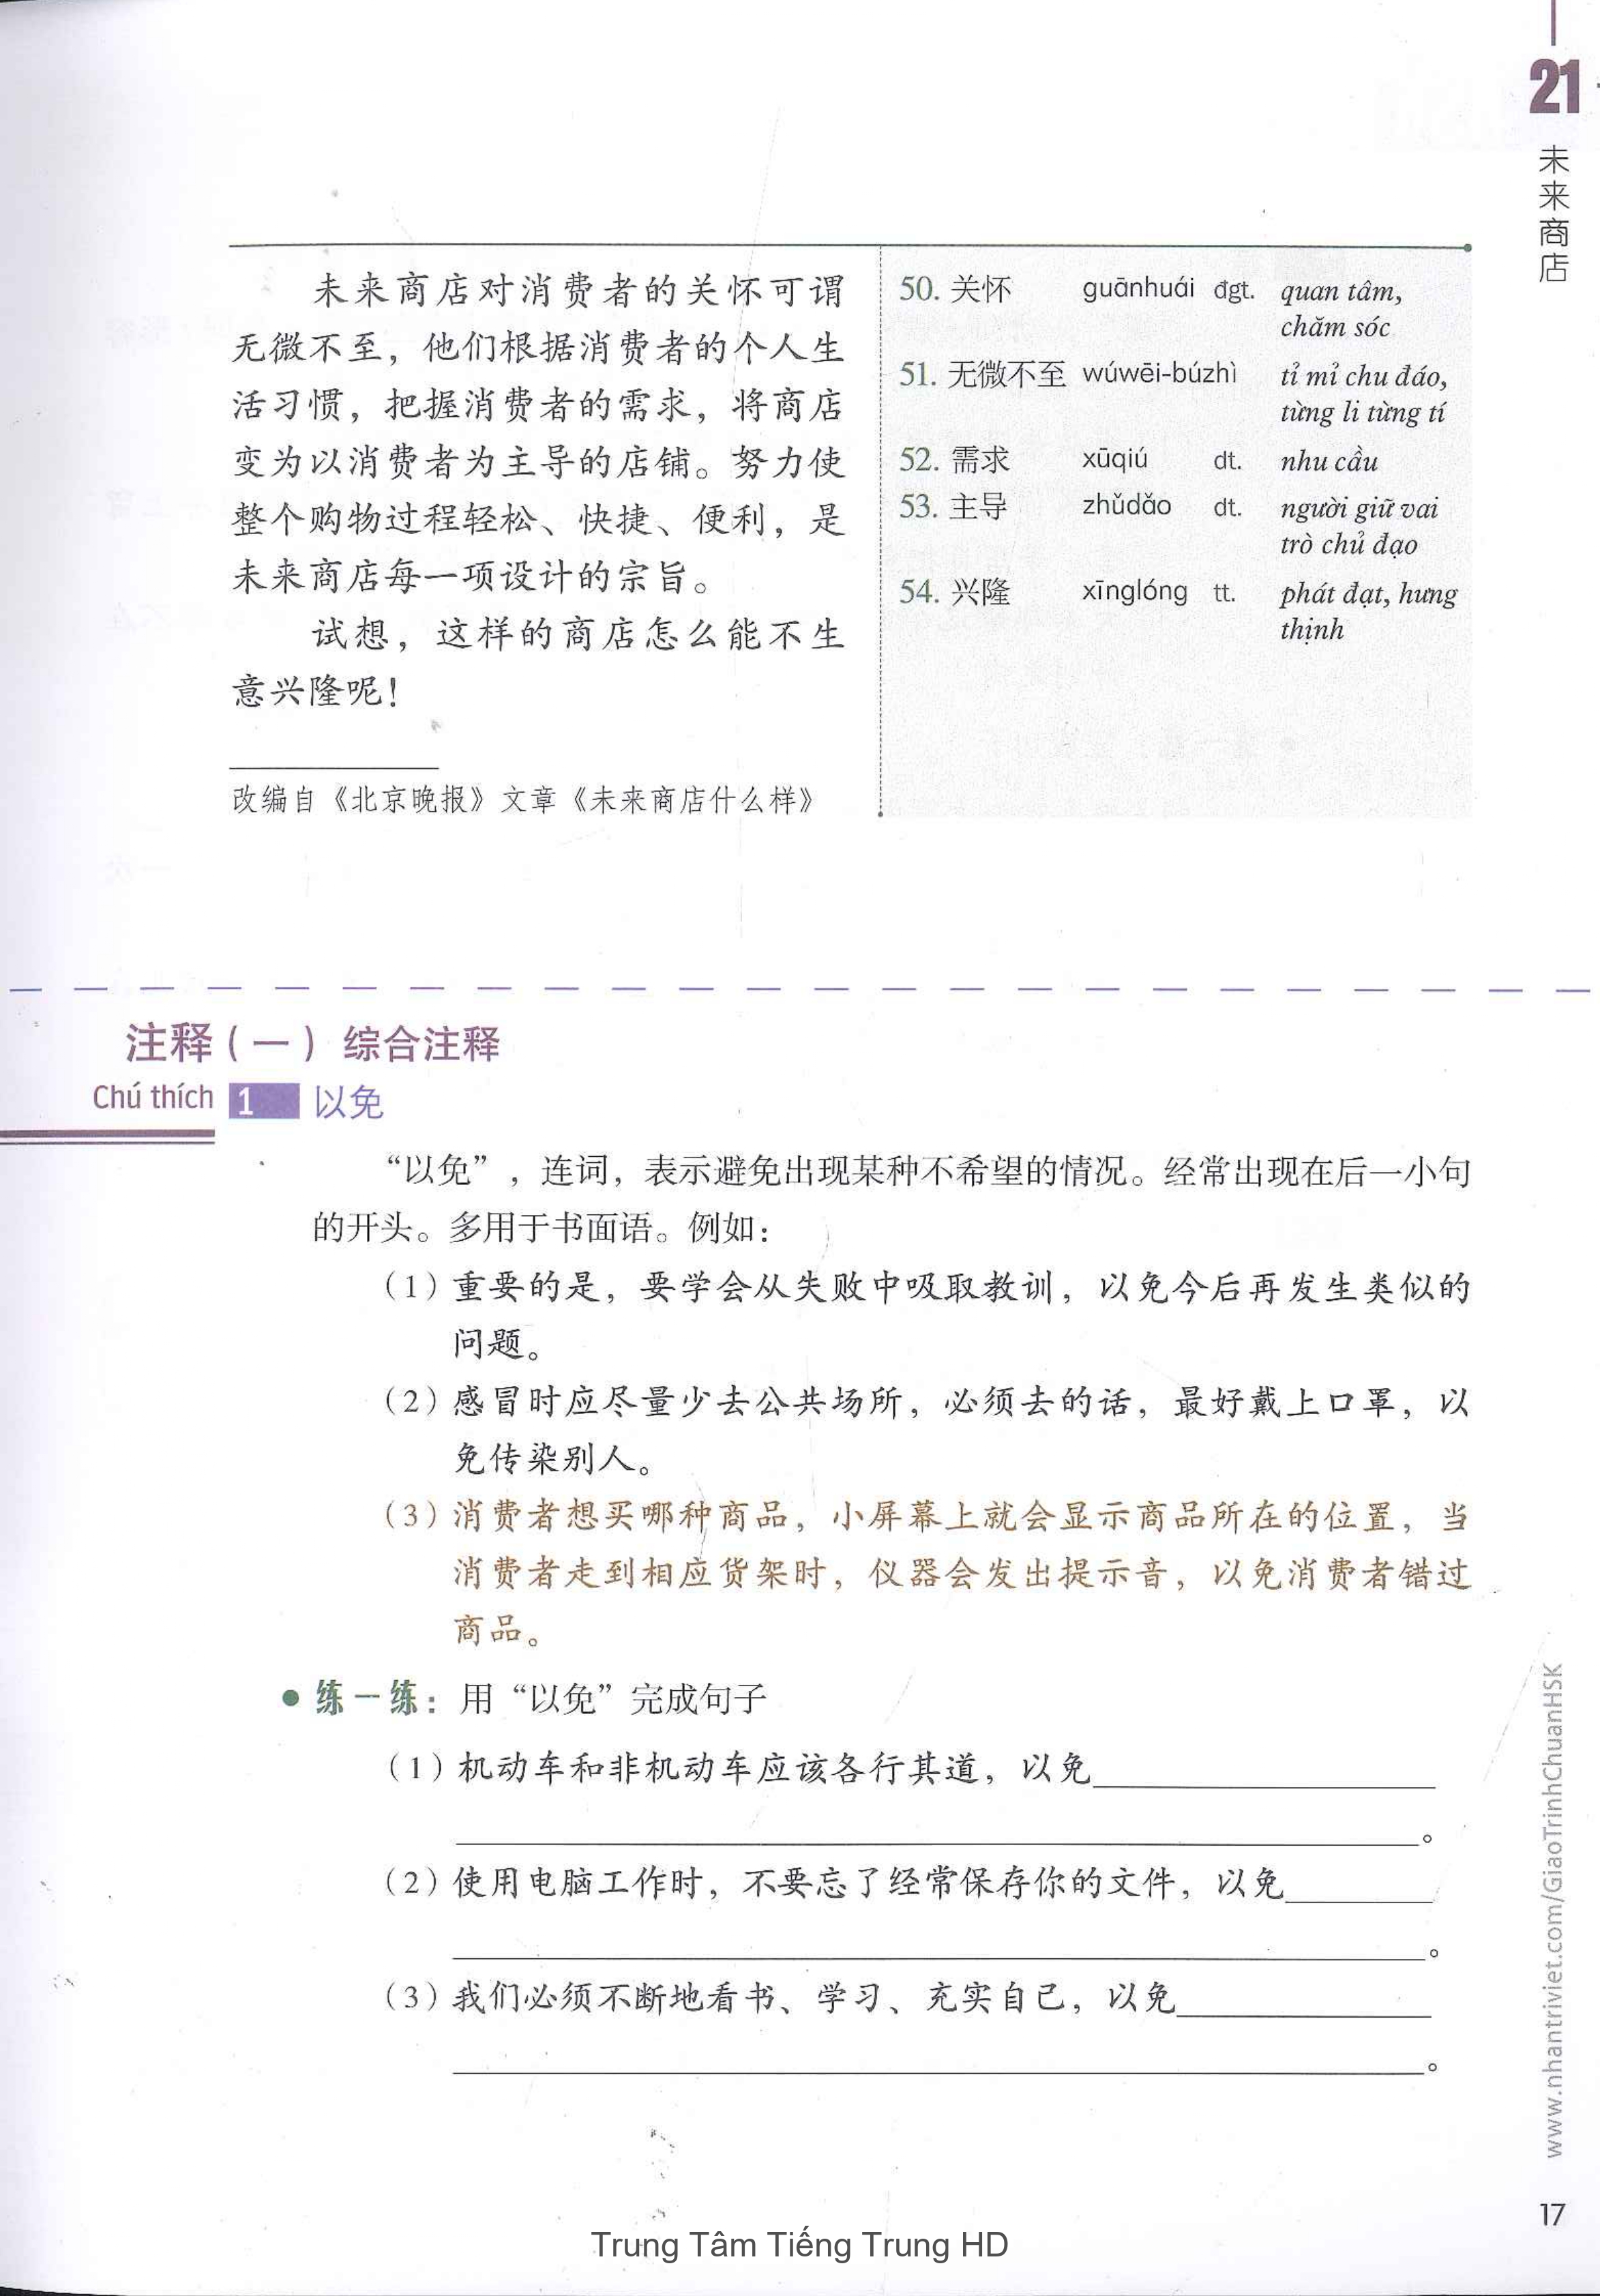 21
未来商店
未来商店对消费者的关怀可谓
无微不至，他们根据消费者的个人生
活习惯，把握消费者的需求，将商店
变为以消费者为主导的店铺。努力使
整个购物过程轻松、快捷、便利，是
未来商店每一项设计的宗旨。
试想，这样的商店怎么能不生
意兴隆呢！
改编自《北京晚报》文章《未来商店什么样》
50. 关怀 guānhuái đgt. quan tâm,
chăm sóc
51. 无微不至 wúwēi-búzhì tỉ mỉ chu đáo,
từng li từng tí
52. 需求 xūqiú dt. nhu cầu
53. 主导 zhǔdǎo dt. người giữ vai
trò chủ đạo
54. 兴隆 xīnglóng tt. phát đạt, hưng
thịnh
注释（一）综合注释
Chú thích 1 以免
“以免”，连词，表示避免出现某种不希望的情况。经常出现在后一小句
的开头。多用于书面语。例如：
（1）重要的是，要学会从失败中吸取教训，以免今后再发生类似的
问题。
（2）感冒时应尽量少去公共场所，必须去的话，最好戴上口罩，以
免传染别人。
（3）消费者想买哪种商品，小屏幕上就会显示商品所在的位置，当
消费者走到相应货架时，仪器会发出提示音，以免消费者错过
商品。
● 练一练：用“以免”完成句子
（1）机动车和非机动车应该各行其道，以免____________
____________。
（2）使用电脑工作时，不要忘了经常保存你的文件，以免____________
____________。
（3）我们必须不断地看书、学习、充实自己，以免____________
____________。
www.nhantriviet.com/GiaoTrinhChuanHSK
17
Trung Tâm Tiếng Trung HD